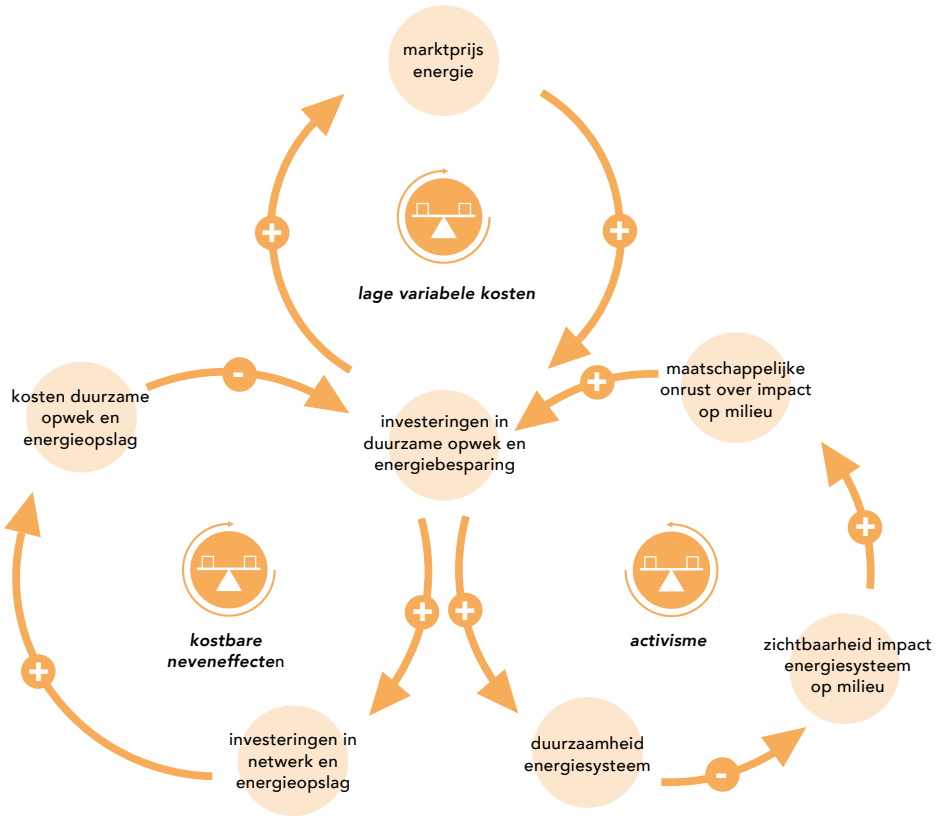 marktprijs
energie
+
+
lage variabele kosten
kosten duurzame
opwek en
energieopslag
-
+
maatschappelijke
onrust over impact
op milieu
investeringen in
duurzame opwek en
energiebesparing
+
+
+
+
kostbare
neveneffecten
activisme
zichtbaarheid impact
energiesysteem
op milieu
investeringen in
netwerk en
energieopslag
duurzaamheid
energiesysteem
-